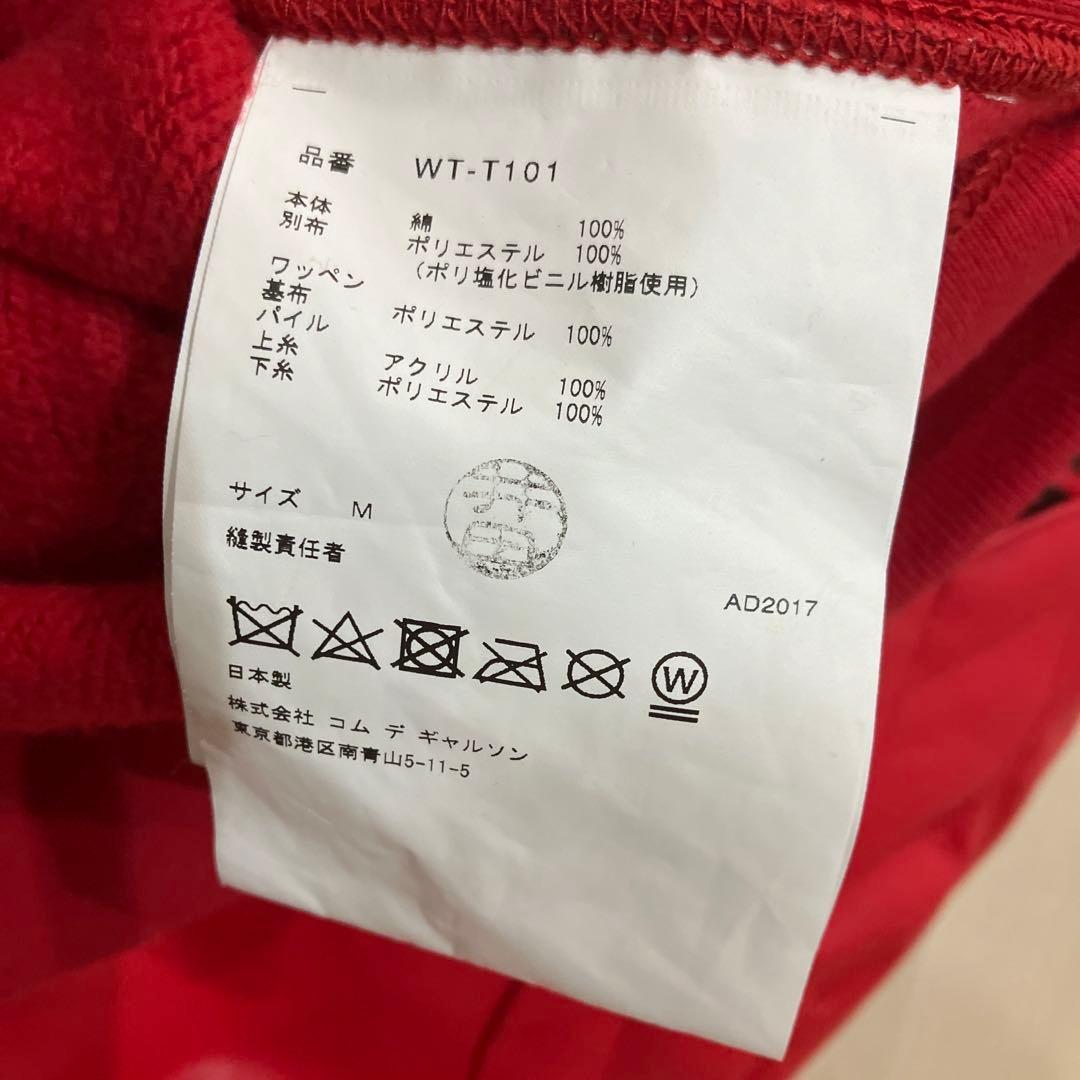 品番 WT-T101
本体 綿 100%
別布 ポリエステル 100%
(ポリ塩化ビニル樹脂使用)
ワッペン
基布 ポリエステル 100%
パイル
上糸 アクリル 100%
下糸 ポリエステル 100%
サイズ M
縫製責任者
AD2017
W
日本製
株式会社 コム デ ギャルソン
東京都港区南青山5-11-5